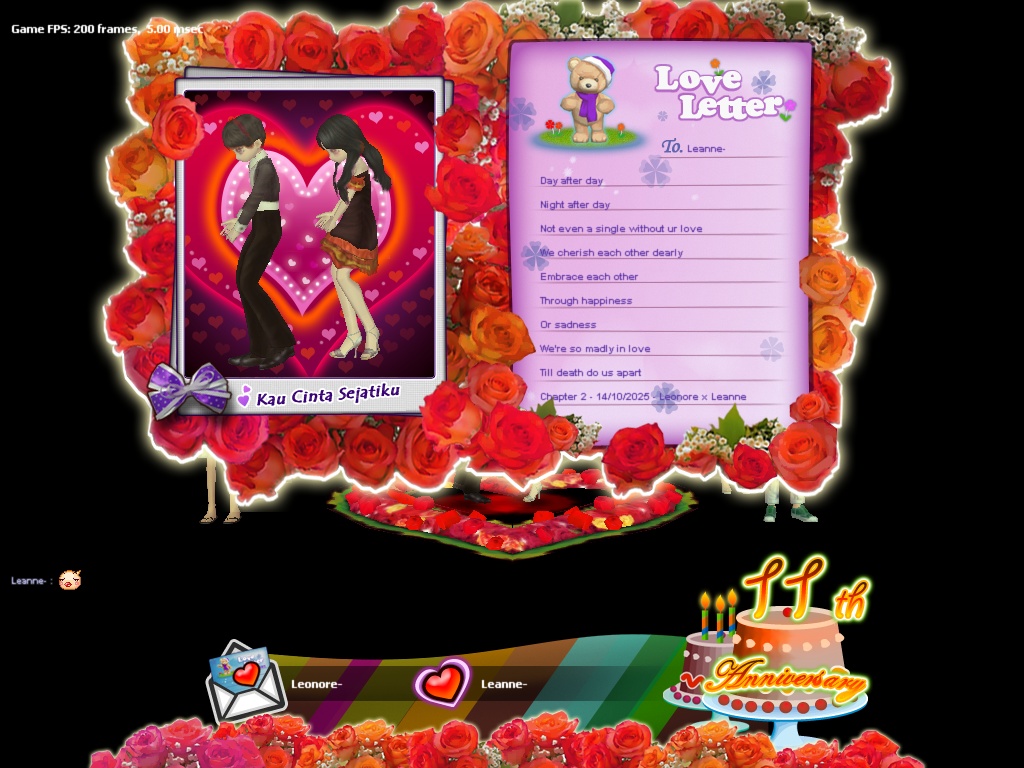 Game FPS: 200 frames, 5.00 msec
Love
Letter
To. Leanne-
Day after day
Night after day
Not even a single without ur love
We cherish each other dearly
Embrace each other
Through happiness
Or sadness
We're so madly in love
Till death do us apart
Chapter 2 - 14/10/2025 - Leonore x Leanne
Kau Cinta Sejatiku
Leanne- :
11th
Anniversary
Leonore-
Leanne-